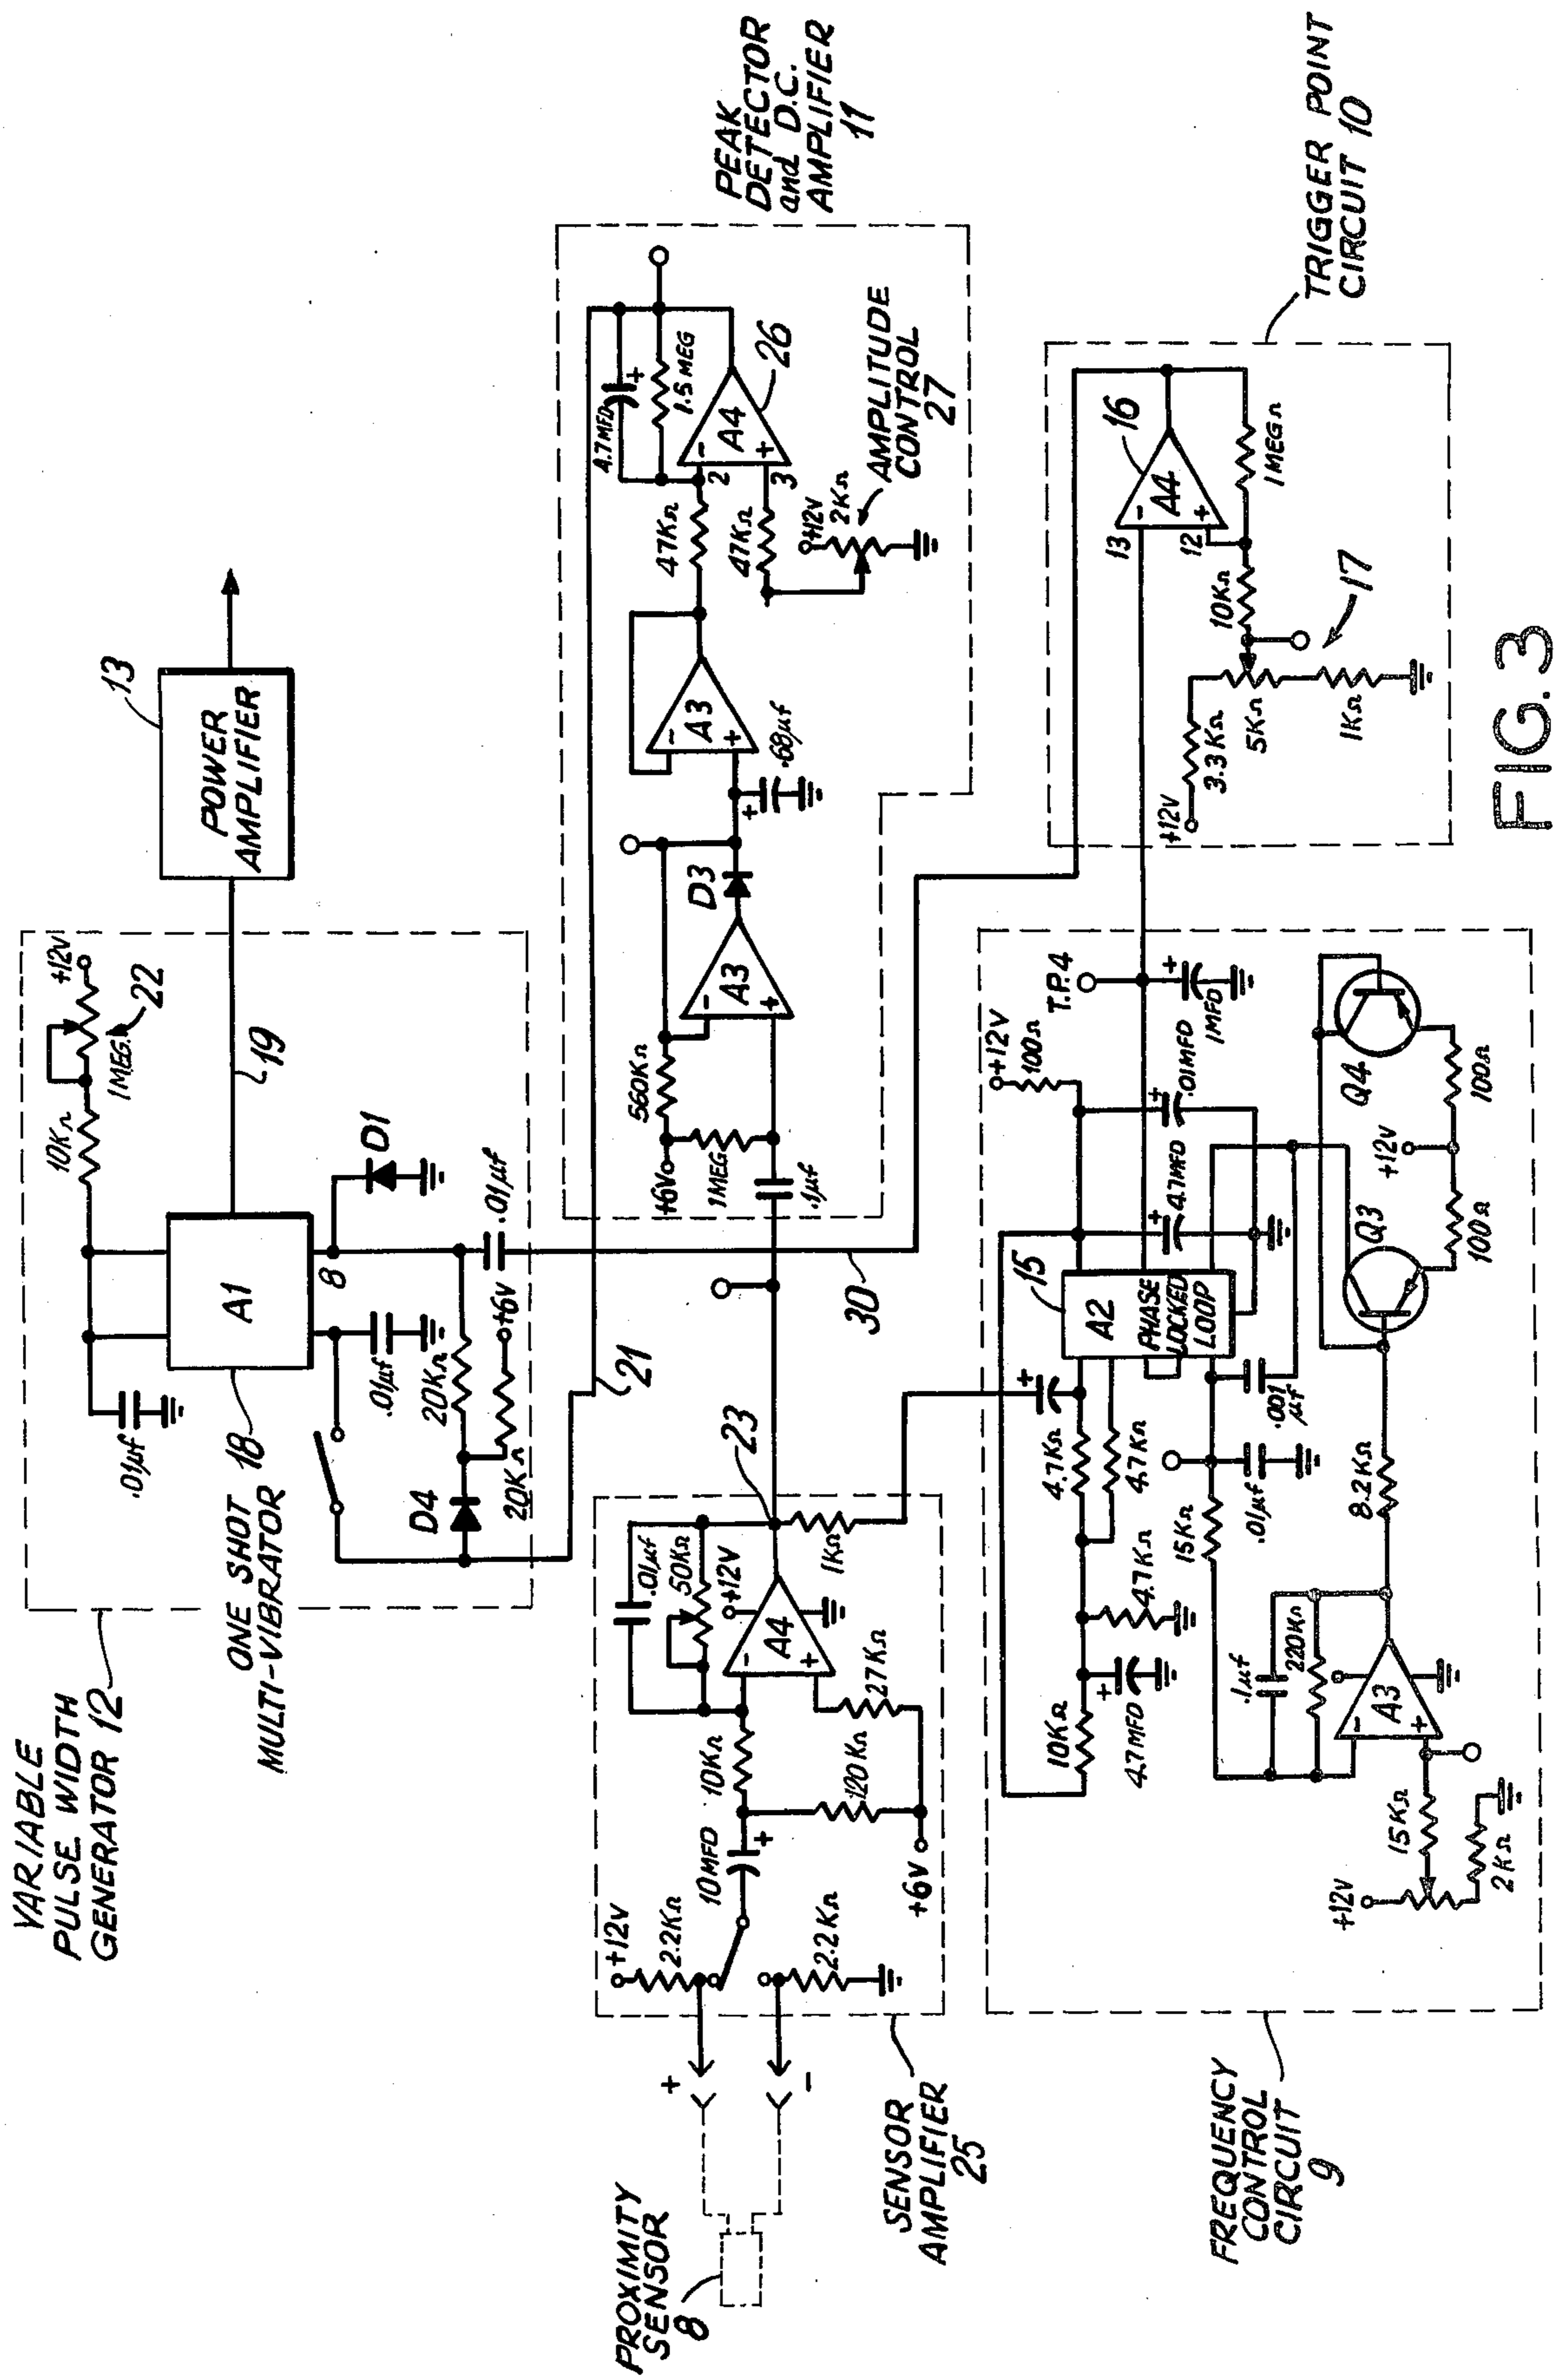 VARIABLE
PULSE WIDTH
GENERATOR 12
ONE SHOT 18
MULTI-VIBRATOR
.01µf
A1
8
10KΩ
1MEG.
+12V
22
.01µf
20KΩ
20KΩ
+6V
D4
D1
.01µf
19
POWER
AMPLIFIER
13
21
30
PROXIMITY
SENSOR
8
+
-
SENSOR
AMPLIFIER
25
+12V
2.2KΩ
2.2KΩ
10MFD
+
10KΩ
120KΩ
+6V
27KΩ
.01µf
50KΩ
+12V
A4
-
+
23
1KΩ
PEAK
DETECTOR
and D.C.
AMPLIFIER
11
.1µf
1MEG
+6V
560KΩ
A3
-
+
D3
+
.68µf
A3
-
+
47KΩ
47KΩ
4.7MFD
+
1.5MEG
A4
-
+
2
3
26
+12V
2KΩ
AMPLITUDE
CONTROL
27
FREQUENCY
CONTROL
CIRCUIT
9
10KΩ
4.7MFD
+
4.7KΩ
4.7KΩ
4.7KΩ
+
15
A2
PHASE
LOCKED
LOOP
+12V
100Ω
4.7MFD
+
.01MFD
+
T.P.4
1MFD
+
15KΩ
.01µf
.001
µf
.1µf
220KΩ
A3
-
+
+12V
15KΩ
2KΩ
8.2KΩ
Q3
100Ω
+12V
100Ω
Q4
TRIGGER POINT
CIRCUIT 10
13
12
A4
-
+
16
1MEGΩ
10KΩ
+12V
3.3KΩ
5KΩ
1KΩ
17
FIG. 3